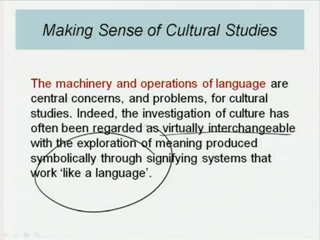 Making Sense of Cultural Studies
The machinery and operations of language are
central concerns, and problems, for cultural
studies. Indeed, the investigation of culture has
often been regarded as virtually interchangeable
with the exploration of meaning produced
symbolically through signifying systems that
work ‘like a language’.